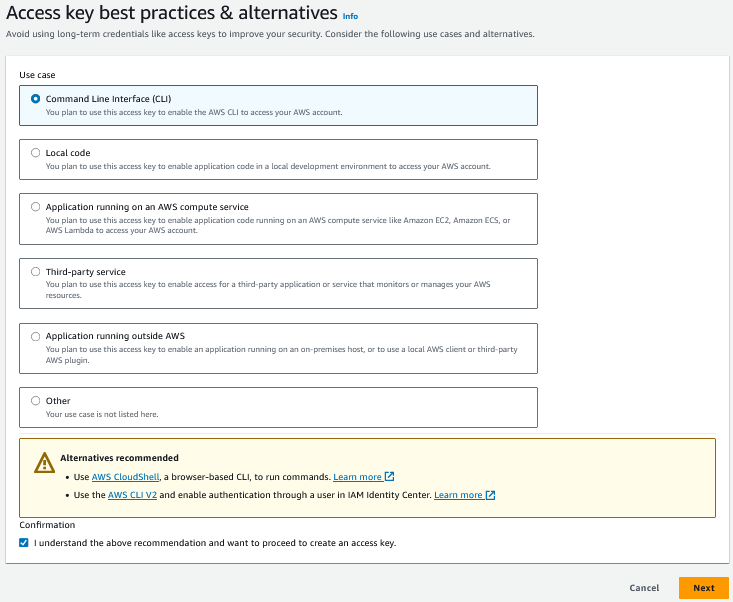 Access key best practices & alternatives Info
Avoid using long-term credentials like access keys to improve your security. Consider the following use cases and alternatives.
Use case
Command Line Interface (CLI)
You plan to use this access key to enable the AWS CLI to access your AWS account.
Local code
You plan to use this access key to enable application code in a local development environment to access your AWS account.
Application running on an AWS compute service
You plan to use this access key to enable application code running on an AWS compute service like Amazon EC2, Amazon ECS, or
AWS Lambda to access your AWS account.
Third-party service
You plan to use this access key to enable access for a third-party application or service that monitors or manages your AWS
resources.
Application running outside AWS
You plan to use this access key to enable an application running on an on-premises host, or to use a local AWS client or third-party
AWS plugin.
Other
Your use case is not listed here.
Alternatives recommended
• Use AWS CloudShell, a browser-based CLI, to run commands. Learn more
• Use the AWS CLI V2 and enable authentication through a user in IAM Identity Center. Learn more
Confirmation
I understand the above recommendation and want to proceed to create an access key.
Cancel Next